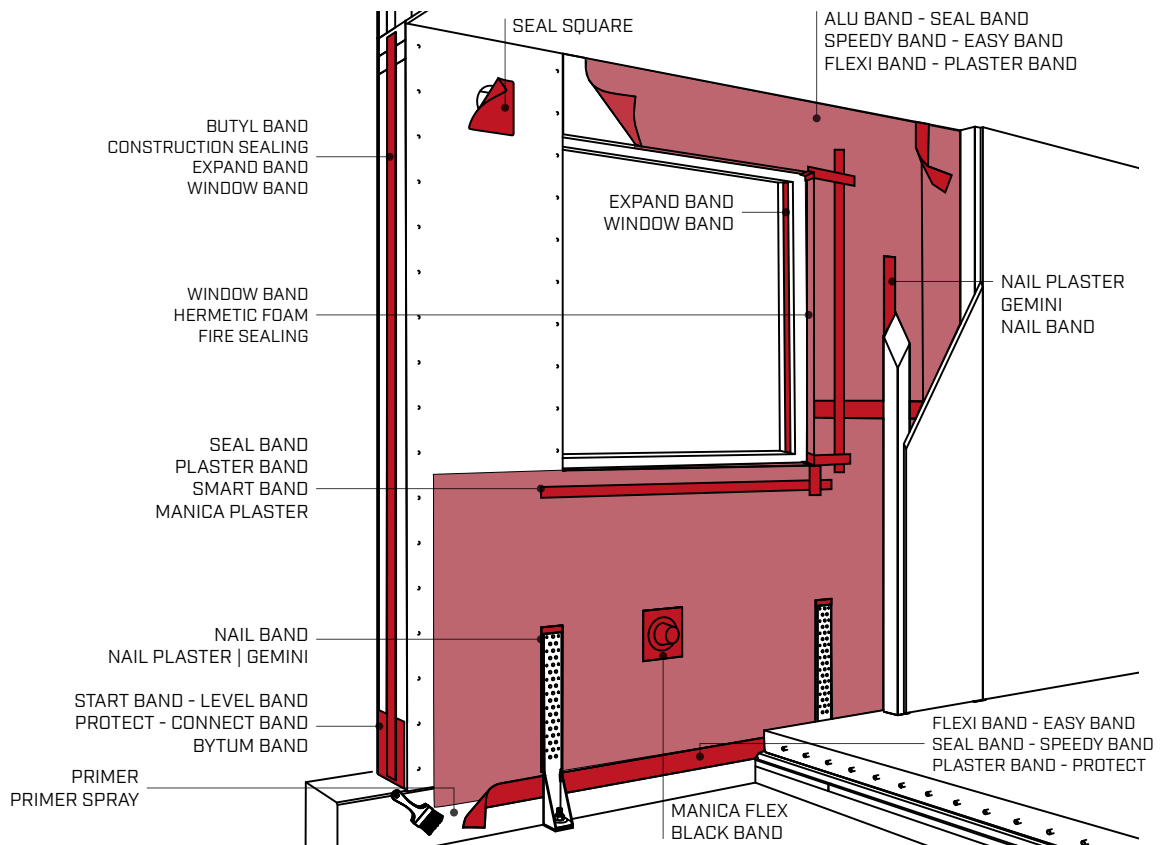 SEAL SQUARE
ALU BAND - SEAL BAND
SPEEDY BAND - EASY BAND
FLEXI BAND - PLASTER BAND
BUTYL BAND
CONSTRUCTION SEALING
EXPAND BAND
WINDOW BAND
EXPAND BAND
WINDOW BAND
NAIL PLASTER
GEMINI
NAIL BAND
WINDOW BAND
HERMETIC FOAM
FIRE SEALING
SEAL BAND
PLASTER BAND
SMART BAND
MANICA PLASTER
NAIL BAND
NAIL PLASTER | GEMINI
START BAND - LEVEL BAND
PROTECT - CONNECT BAND
BYTUM BAND
FLEXI BAND - EASY BAND
SEAL BAND - SPEEDY BAND
PLASTER BAND - PROTECT
PRIMER
PRIMER SPRAY
MANICA FLEX
BLACK BAND